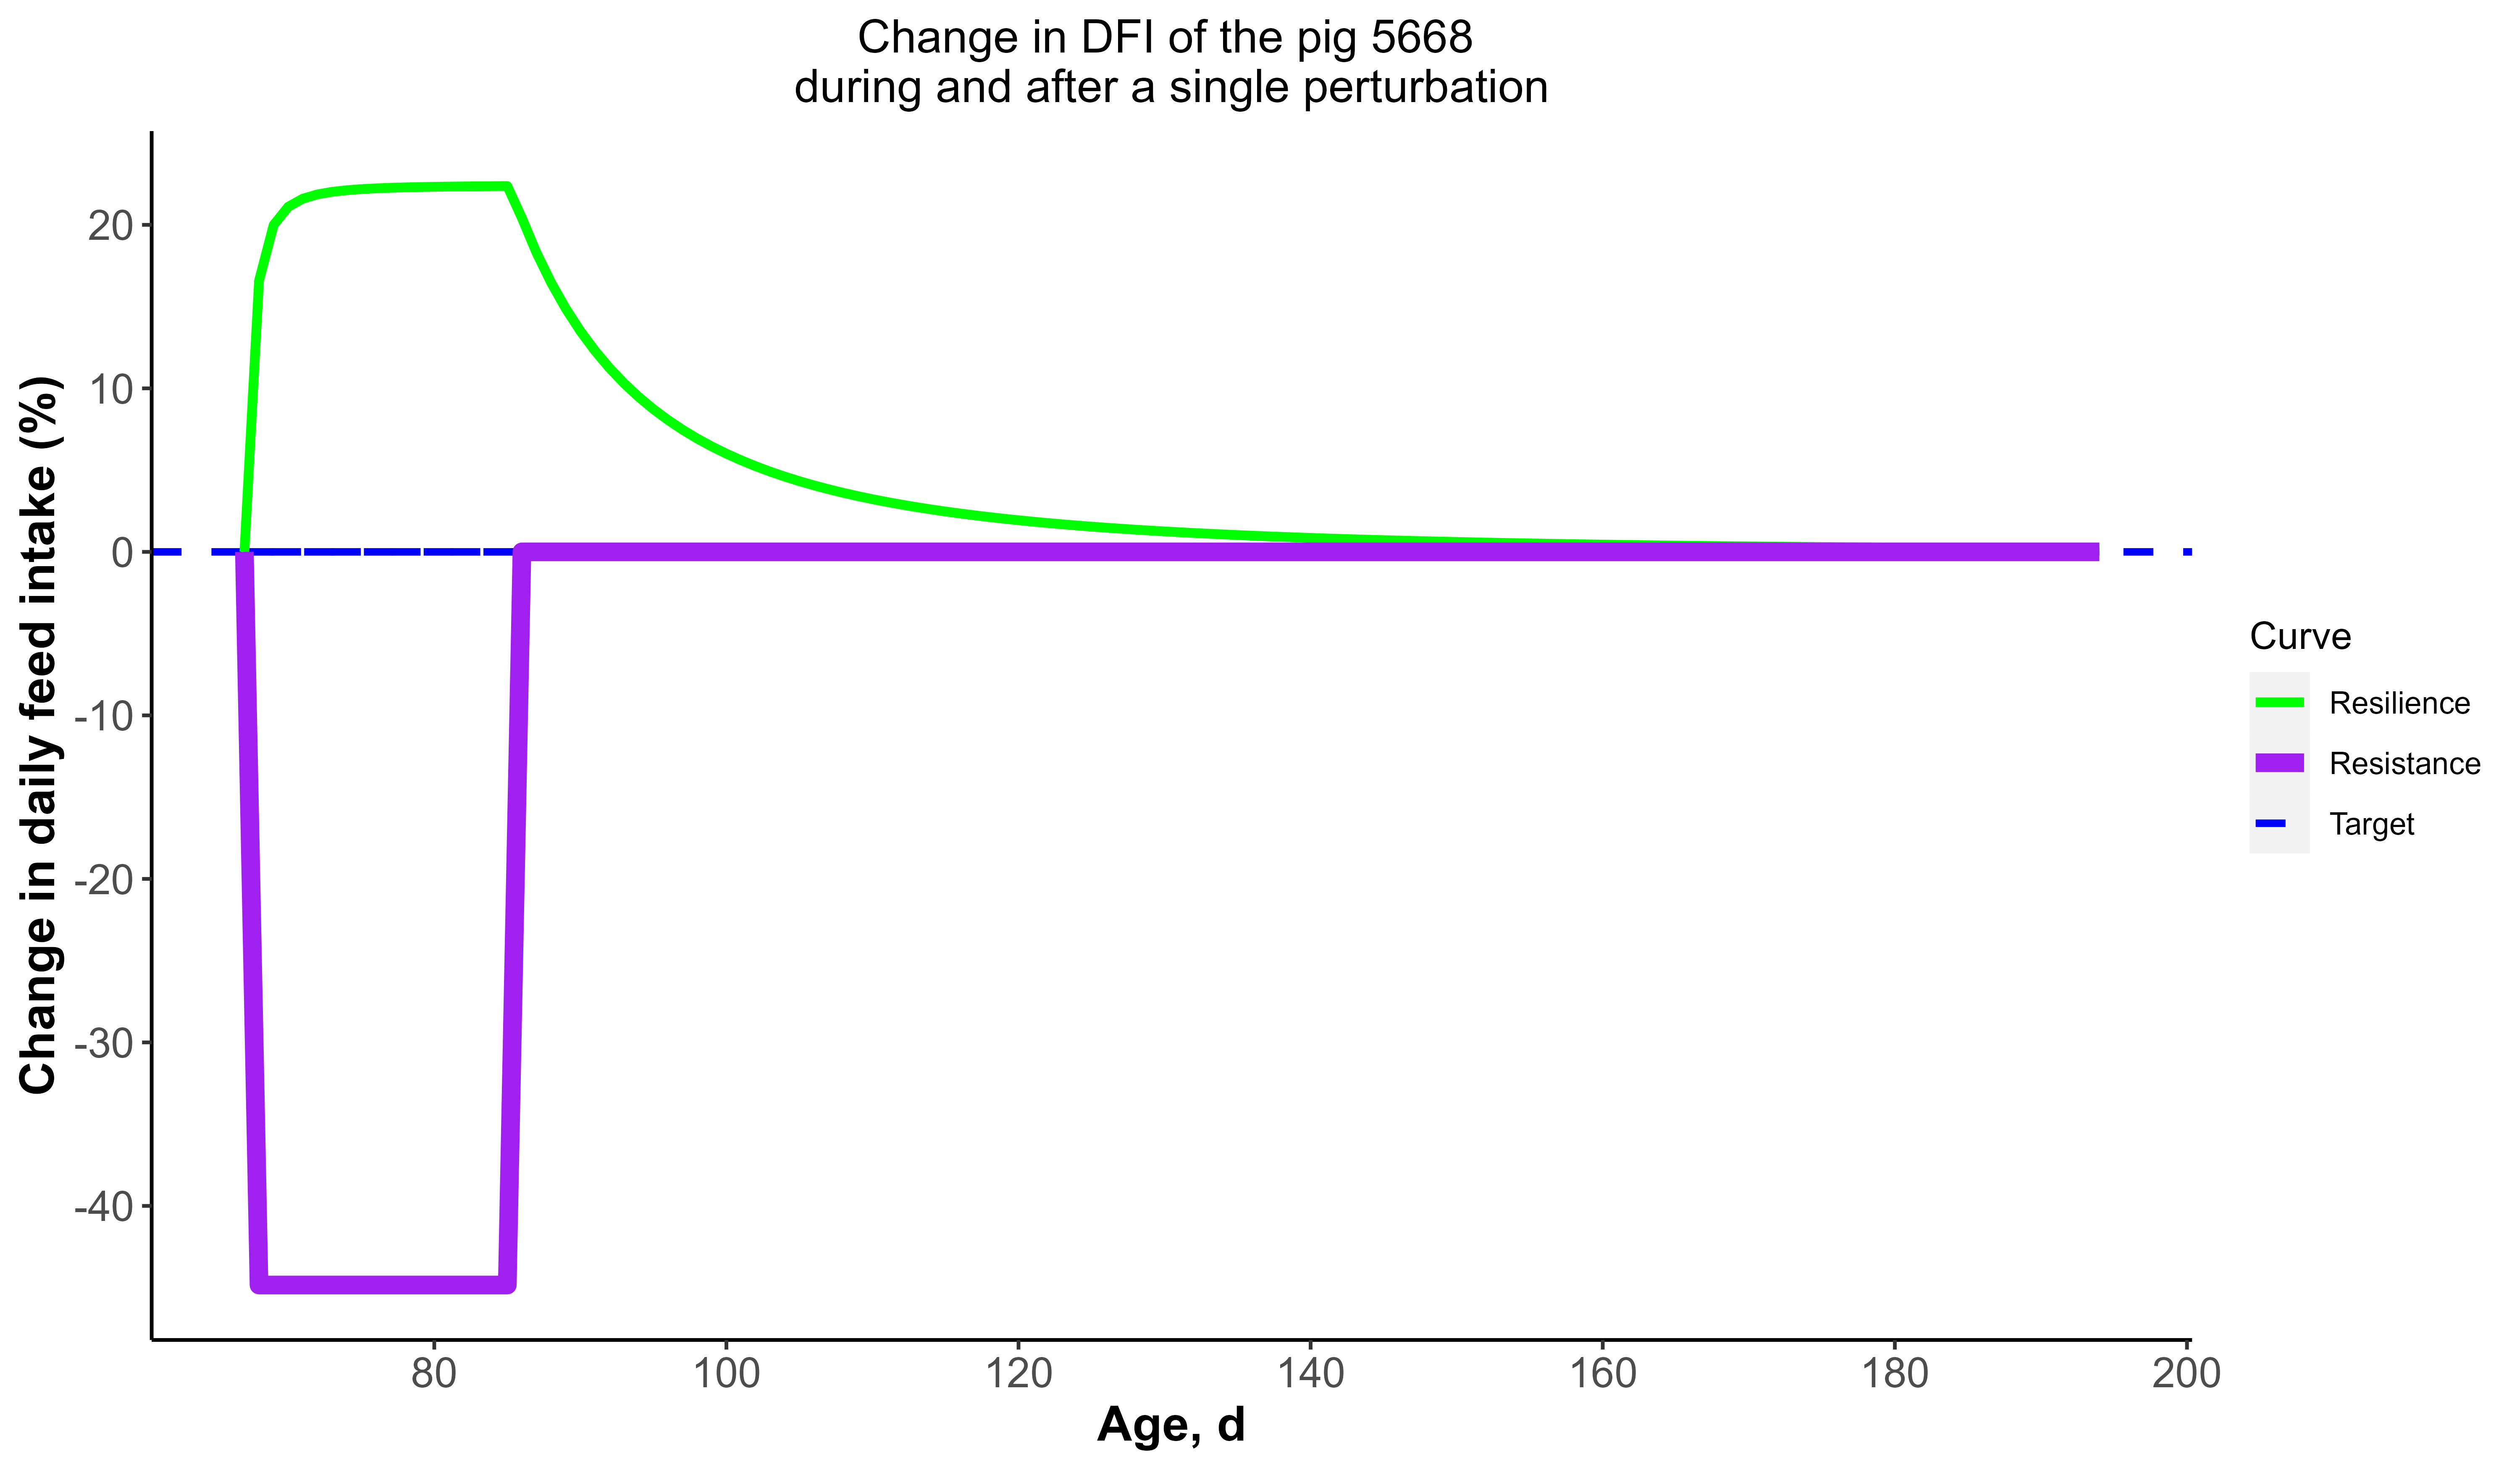 Change in DFI of the pig 5668
during and after a single perturbation
Change in daily feed intake (%)
20
10
0
-10
-20
-30
-40
80
100
120
140
160
180
200
Age, d
Curve
Resilience
Resistance
Target